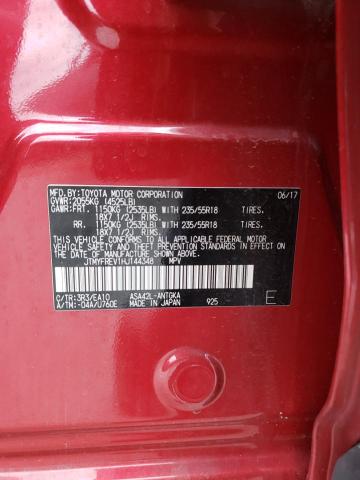 MFD. BY: TOYOTA MOTOR CORPORATION 06/17
GVWR: 2055KG (4525LB)
GAWR: FRT. 1150KG (2535LB) WITH 235/55R18
18X7 1/2J RIMS.
RR. 1150KG (2535LB) WITH 235/55R18
18X7 1/2J RIMS.
THIS VEHICLE CONFORMS TO ALL APPLICABLE FEDERAL MOTOR
VEHICLE SAFETY, BUMPER, AND THEFT PREVENTION STANDARDS IN EFFECT
ON THE DATE OF MANUFACTURE SHOWN ABOVE.
JTMYFREV1HJ144348 MPV
C/TR: 3R3/EA10 ASA42L-ANTGKA
A/TM: -04A/U760E MADE IN JAPAN 925 E